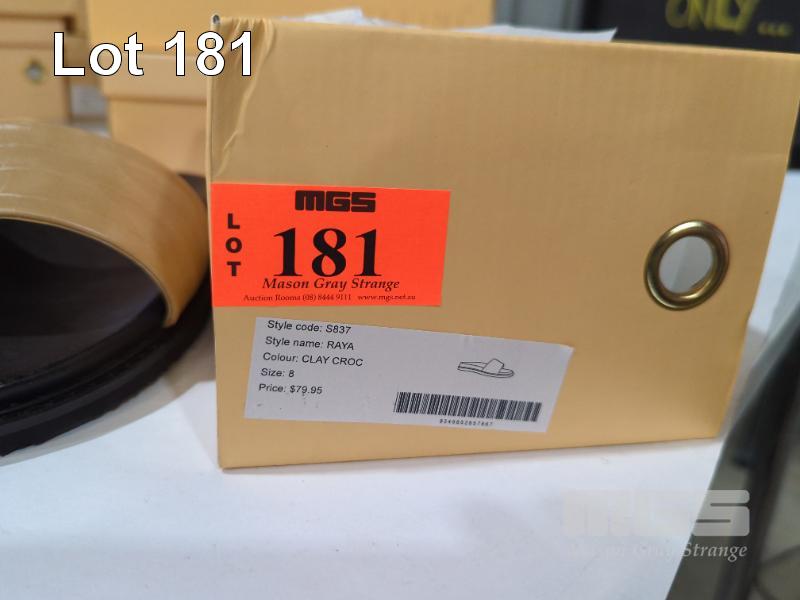 Lot 181
ONLY
MGS
LOT
181
Mason Gray Strange
Auction Rooms (08) 8444 9111 www.mgs.net.au
Style code: S837
Style name: RAYA
Colour: CLAY CROC
Size: 8
Price: $79.95
MGS
Mason Gray Strange